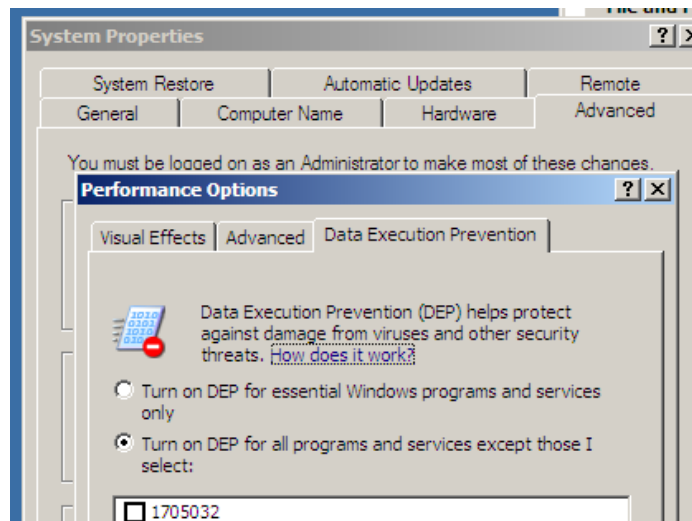 System Properties
System Restore
Automatic Updates
Remote
General
Computer Name
Hardware
Advanced
You must be logged on as an Administrator to make most of these changes.
Performance Options
Visual Effects
Advanced
Data Execution Prevention
Data Execution Prevention (DEP) helps protect
against damage from viruses and other security
threats. How does it work?
Turn on DEP for essential Windows programs and services
only
Turn on DEP for all programs and services except those I
select:
1705032